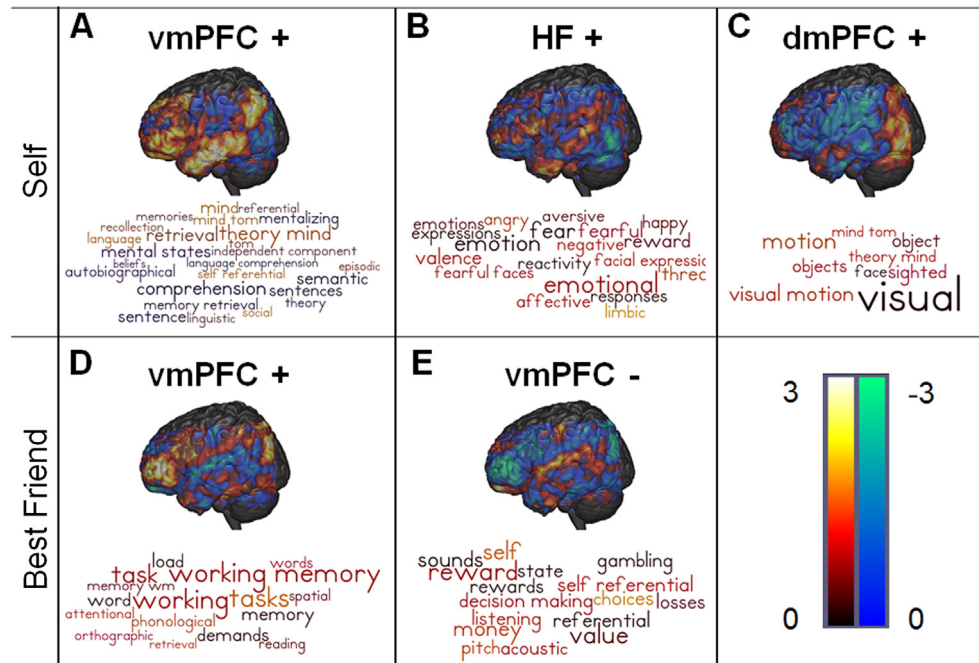 A
vmPFC +
B
HF +
C
dmPFC +
Self
mind referential
memories mind tom mentalizing
recollection
language retrieval theory mind
tom
mental states independent component
beliefs language comprehension episodic
autobiographical self referential semantic
comprehension sentences
memory retrieval theory
sentence linguistic social
emotions angry aversive happy
expressions fear fearful
emotion negative reward
valence reactivity facial expressic
fearful faces threc
emotional
affective responses
limbic
motion mind tom object
theory mind
objects face sighted
visual motion visual
D
vmPFC +
E
vmPFC -
Best Friend
load words
task working memory
memory wm
word working tasks spatial
attentional phonological memory
orthographic demands
retrieval reading
sounds self gambling
reward state
rewards self referential
decision making choices losses
listening referential
money value
pitch acoustic
3
-3
0
-0